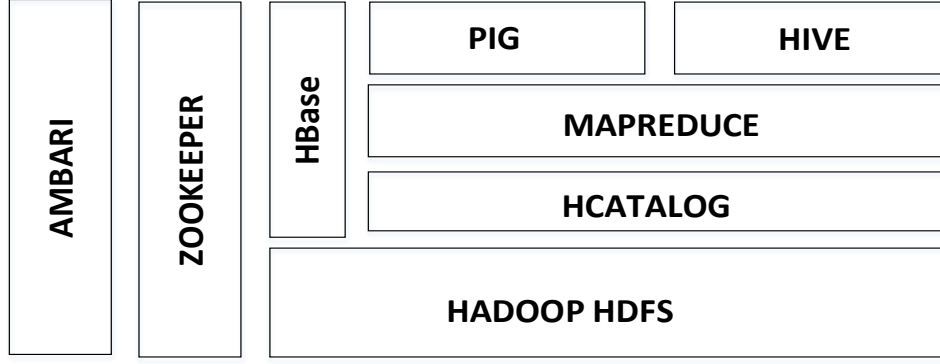 AMBARI
ZOOKEEPER
HBase
PIG
HIVE
MAPREDUCE
HCATALOG
HADOOP HDFS